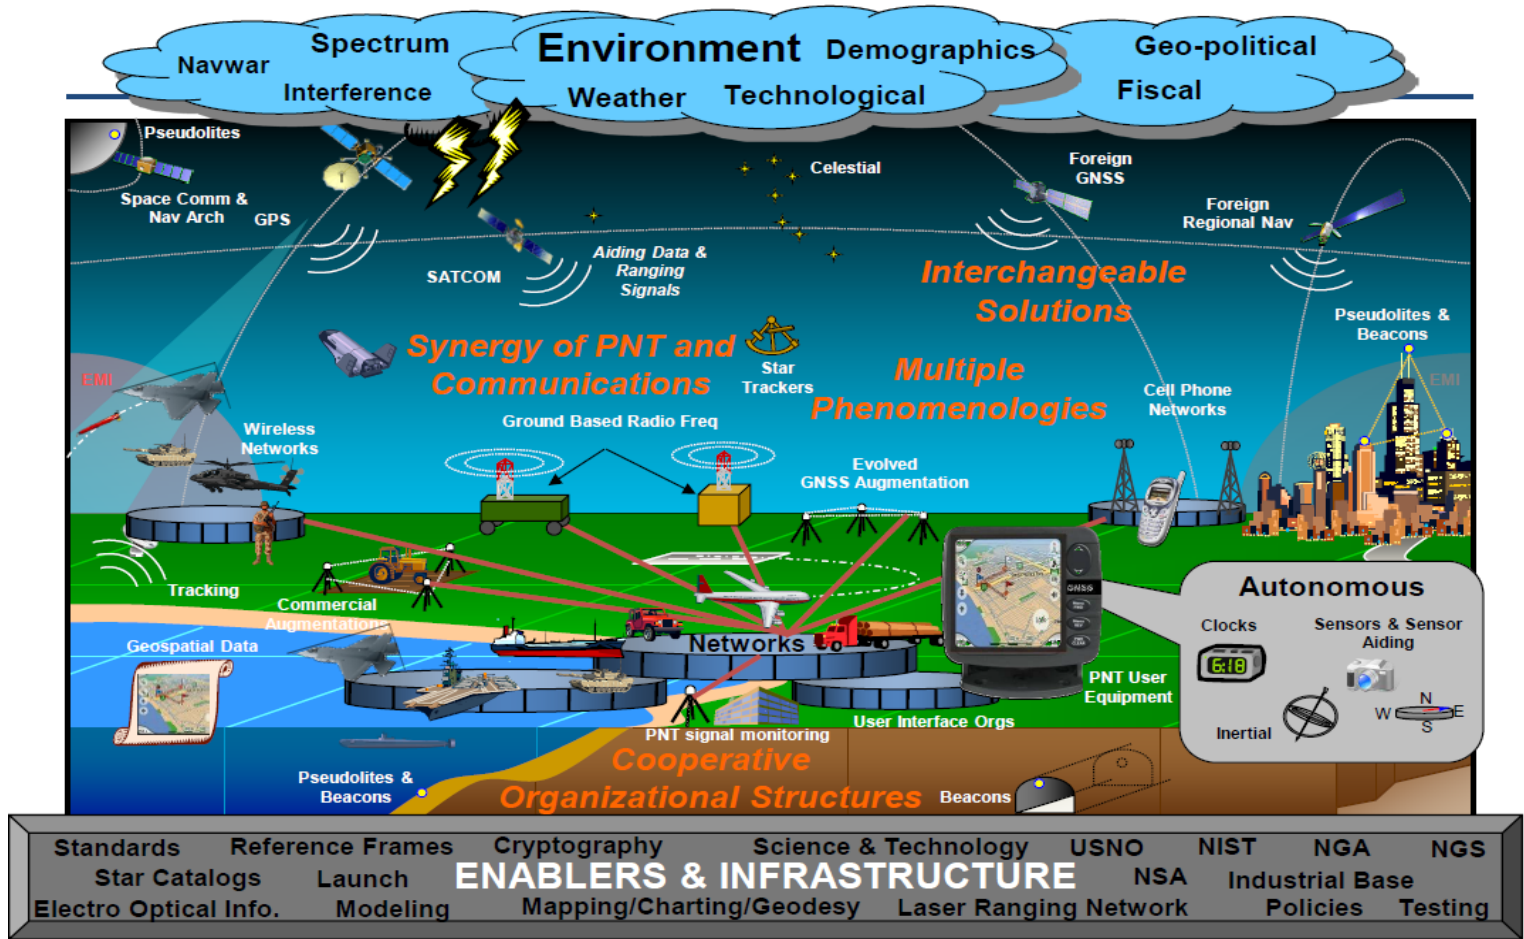 Navwar
Spectrum
Interference
Environment
Demographics
Weather
Technological
Geo-political
Fiscal
Pseudolites
Space Comm &
Nav Arch
GPS
SATCOM
Aiding Data &
Ranging
Signals
Celestial
Foreign
GNSS
Foreign
Regional Nav
Interchangeable
Solutions
Synergy of PNT and
Communications
Star
Trackers
Multiple
Phenomenologies
Pseudolites &
Beacons
EMI
EMI
Cell Phone
Networks
Wireless
Networks
Ground Based Radio Freq
Evolved
GNSS Augmentation
Tracking
Commercial
Augmentations
Geospatial Data
Networks
GNSS
PNT User
Equipment
User Interface Orgs
PNT signal monitoring
Autonomous
Clocks
6:18
Sensors & Sensor
Aiding
Inertial
N
W
E
S
Pseudolites &
Beacons
Cooperative
Organizational Structures
Beacons
Standards
Reference Frames
Cryptography
Science & Technology
USNO
NIST
NGA
NGS
Star Catalogs
Launch
ENABLERS & INFRASTRUCTURE
NSA
Industrial Base
Electro Optical Info.
Modeling
Mapping/Charting/Geodesy
Laser Ranging Network
Policies
Testing